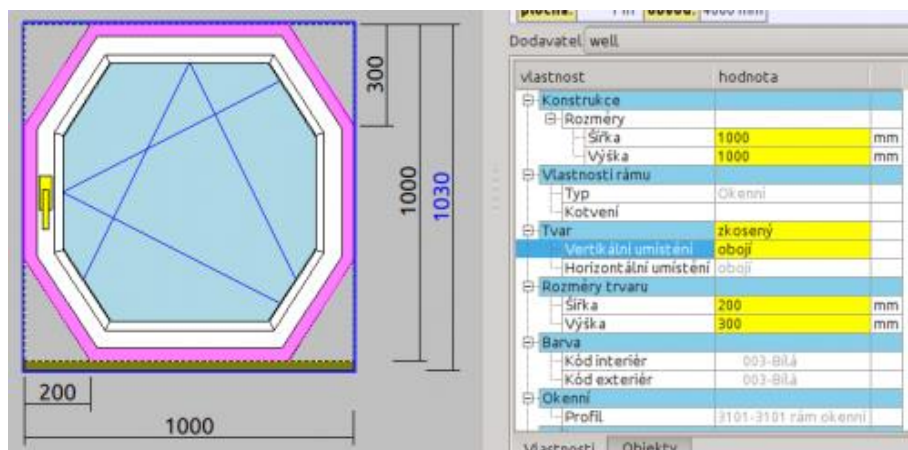 300
1000
1030
200
1000
Dodavatel well
vlastnost hodnota
Konstrukce
Rozměry
Šířka 1000 mm
Výška 1000 mm
Vlastnosti rámu
Typ Okenní
Kotvení
Tvar zkosený
Vertikální umístění obojí
Horizontální umístění obojí
Rozměry trvaru
Šířka 200 mm
Výška 300 mm
Barva
Kód interiér 003-Bílá
Kód exteriér 003-Bílá
Okenní
Profil 3101-3101 rám okenní
Vlastnosti Objekty